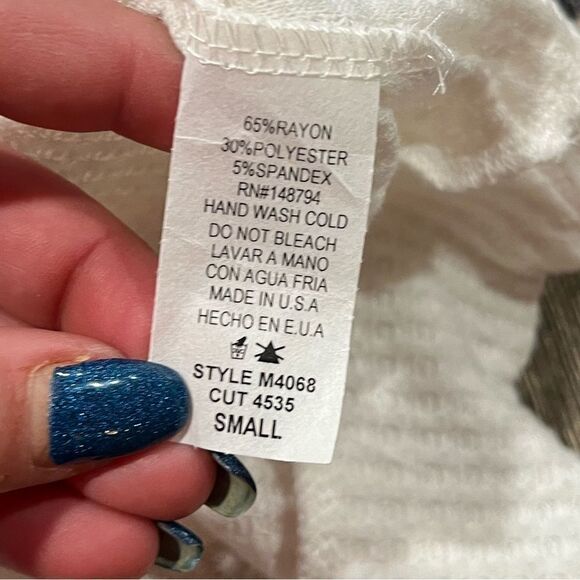 65%RAYON
30%POLYESTER
5%SPANDEX
RN#148794
HAND WASH COLD
DO NOT BLEACH
LAVAR A MANO
CON AGUA FRIA
MADE IN U.S.A
HECHO EN E.U.A
STYLE M4068
CUT 4535
SMALL